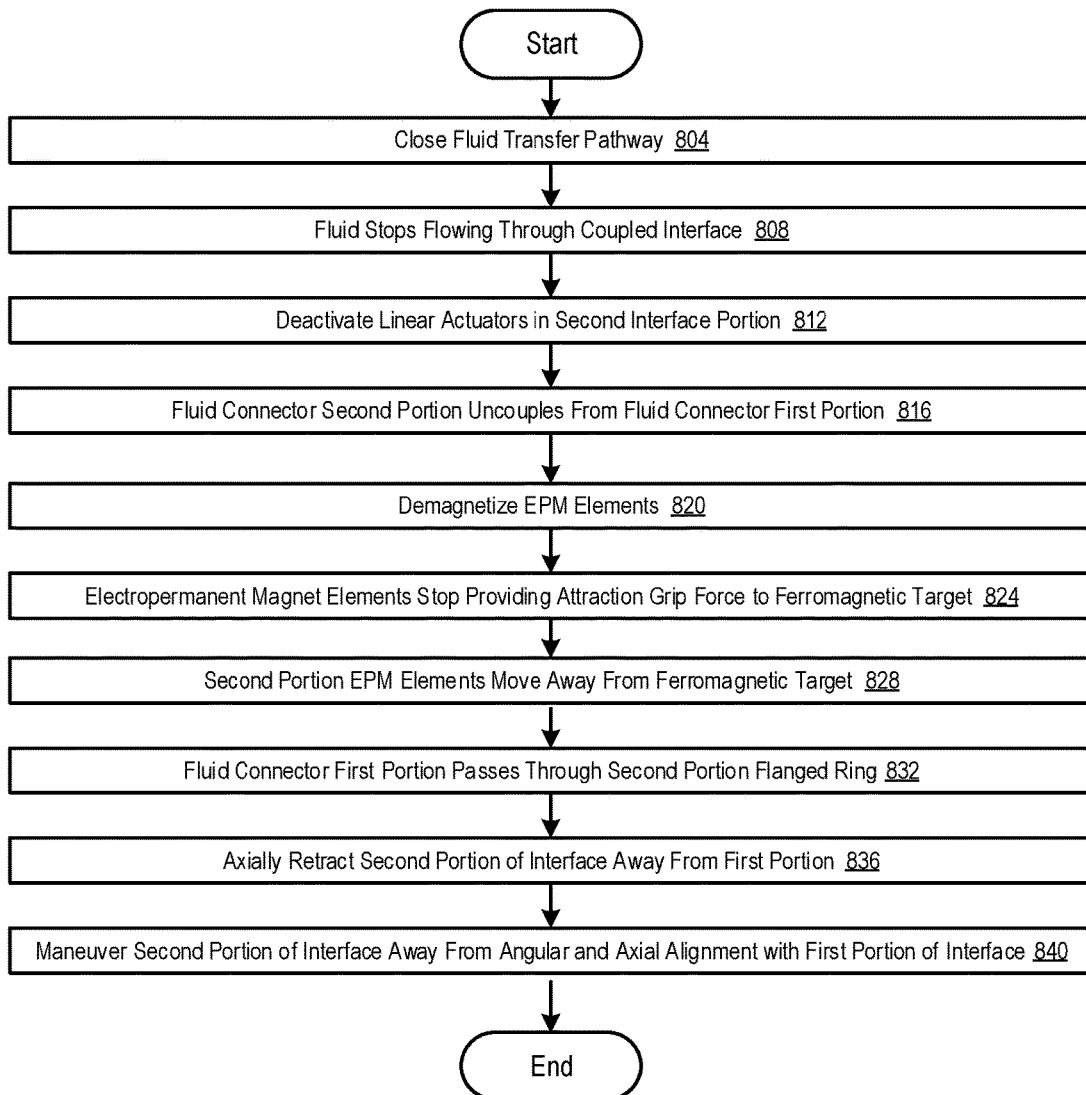 Start
Close Fluid Transfer Pathway 804
Fluid Stops Flowing Through Coupled Interface 808
Deactivate Linear Actuators in Second Interface Portion 812
Fluid Connector Second Portion Uncouples From Fluid Connector First Portion 816
Demagnetize EPM Elements 820
Electropermanent Magnet Elements Stop Providing Attraction Grip Force to Ferromagnetic Target 824
Second Portion EPM Elements Move Away From Ferromagnetic Target 828
Fluid Connector First Portion Passes Through Second Portion Flanged Ring 832
Axially Retract Second Portion of Interface Away From First Portion 836
Maneuver Second Portion of Interface Away From Angular and Axial Alignment with First Portion of Interface 840
End